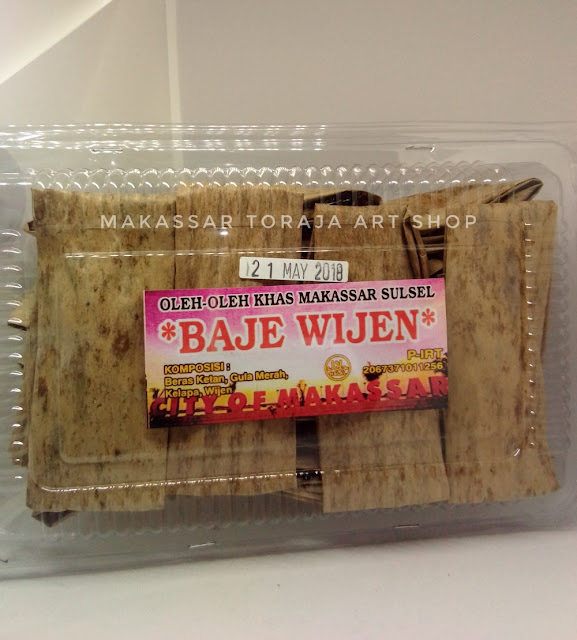 MAKASSAR TORAJA ART SHOP
21 MAY 2018
OLEH-OLEH KHAS MAKASSAR SULSEL
*BAJE WIJEN*
KOMPOSISI :
Beras Ketan, Gula Merah,
Kelapa, Wijen
P-IRT
2067371011256
CITY OF MAKASSAR